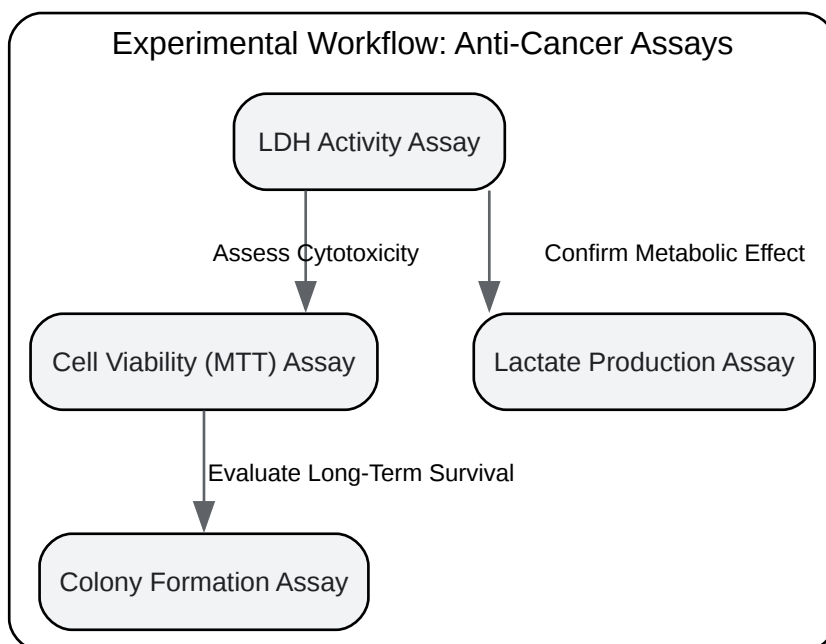 Experimental Workflow: Anti-Cancer Assays
LDH Activity Assay
Assess Cytotoxicity
Confirm Metabolic Effect
Cell Viability (MTT) Assay
Lactate Production Assay
Evaluate Long-Term Survival
Colony Formation Assay